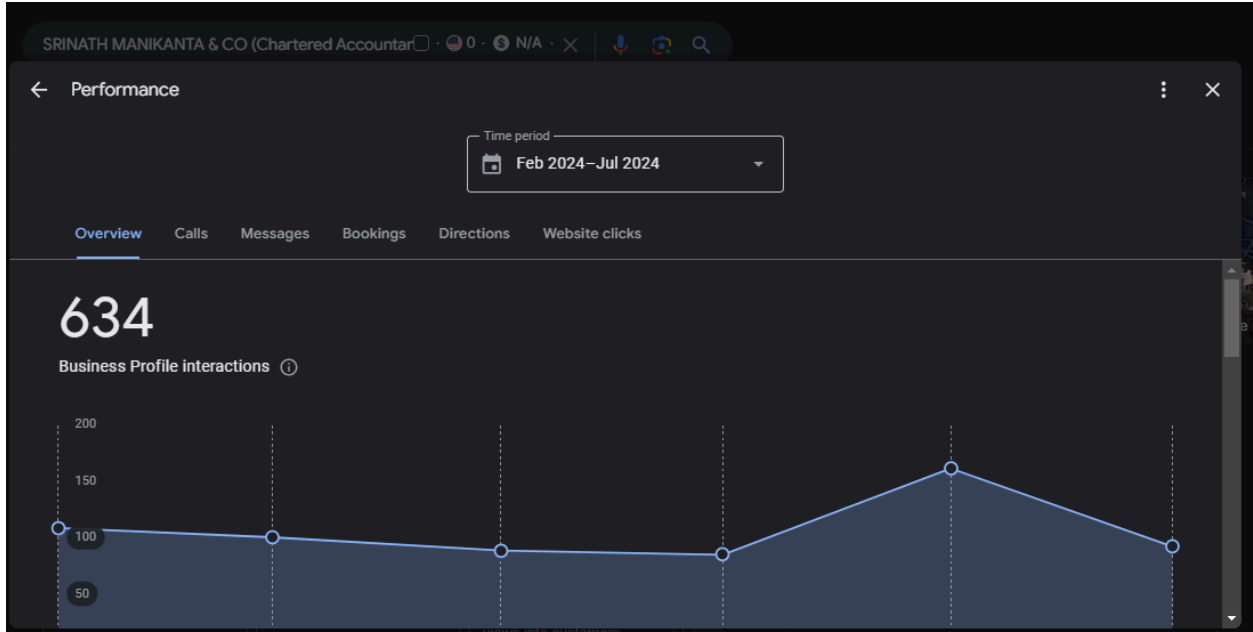 SRINATH MANIKANTA & CO (Chartered Accountar · 0 · N/A ·
Performance
Time period
Feb 2024–Jul 2024
Overview Calls Messages Bookings Directions Website clicks
634
Business Profile interactions
200
150
100
50